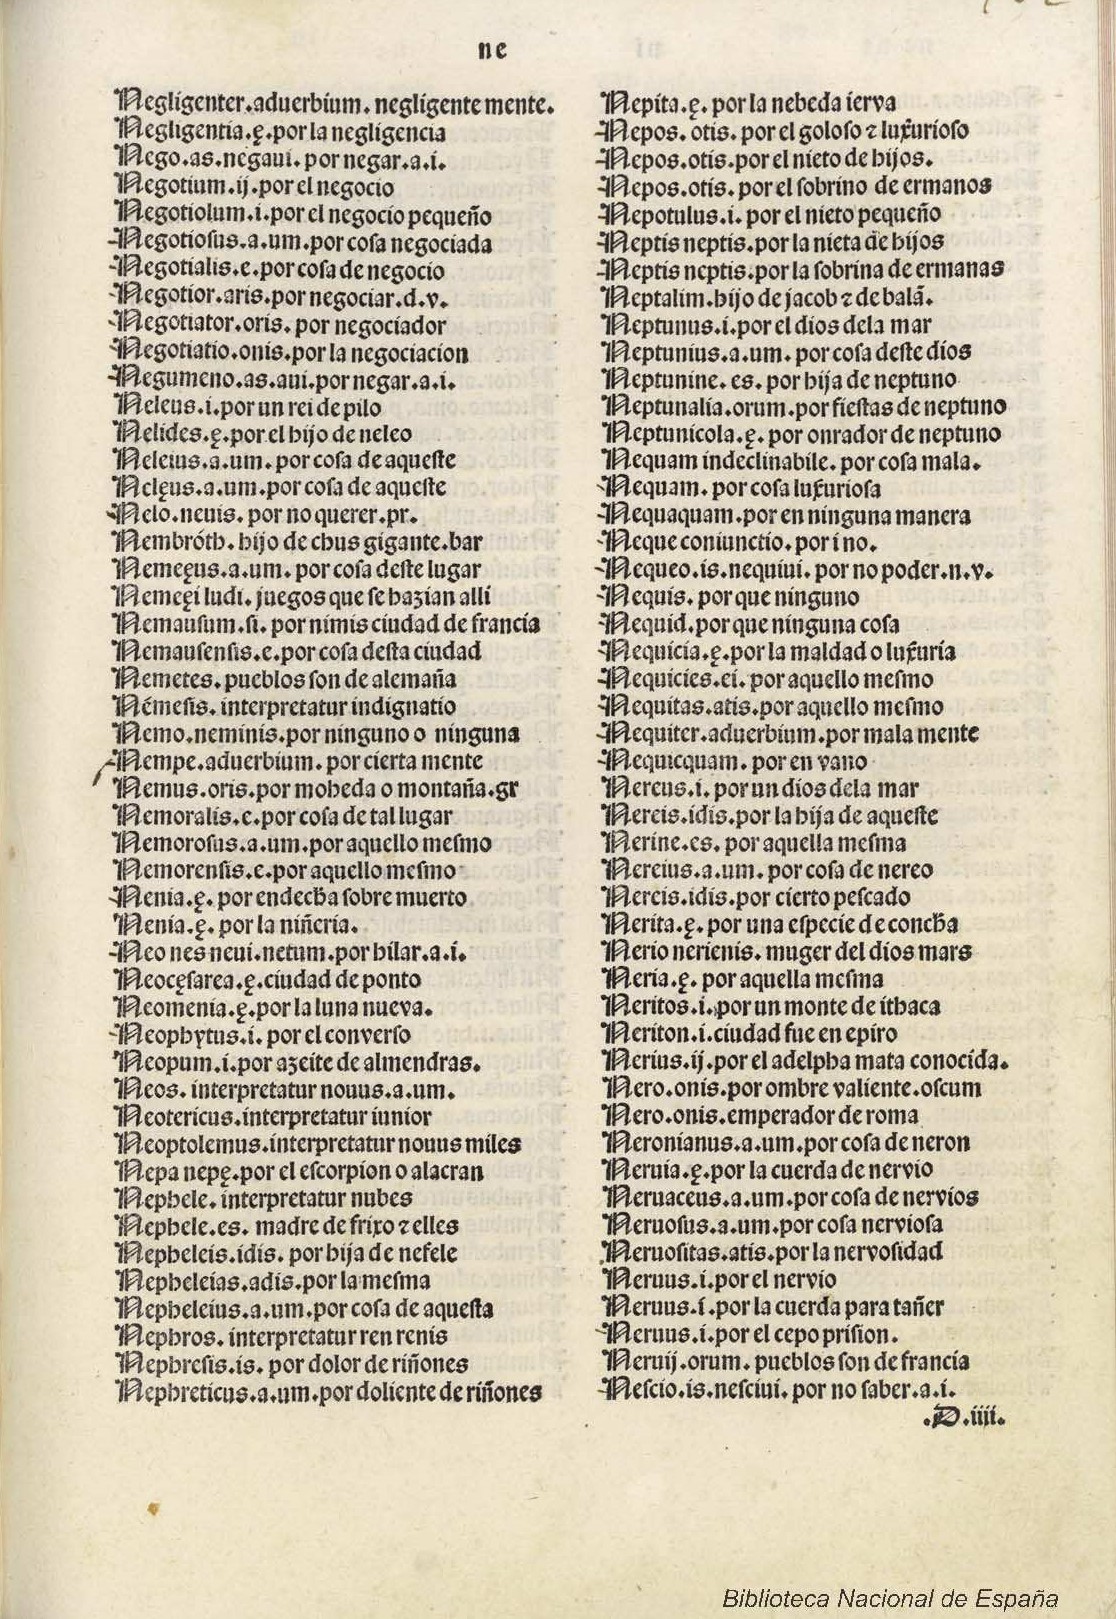 ne
Negligenter.aduerbium. negligente mente.
Negligentia.ę.por la negligencia
Nego.as.negaui. por negar.a.i.
Negotium.ij.por el negocio
Negotiolum.i.por el negocio pequeño
Negotiosus.a.um.por cosa negociada
Negotialis.e.por cosa de negocio
Negotior.aris.por negociar.d.v.
Negotiator.oris. por negociador
Negotiatio.onis.por la negociacion
Negumeno.as.aui.por negar.a.i.
Neleus.i.por un rei de pilo
Nelides.ę.por el hijo de neleo
Neleius.a.um. por cosa de aqueste
Nelęus.a.um.por cosa de aqueste
Nelo.neuis. por no querer.pr.
Nembróth. hijo de chus gigante.bar
Nemeęus.a.um. por cosa deste lugar
Nemeęi ludi. juegos que se hazian alli
Nemausum.si. por nimis ciudad de francia
Nemausensis.e.por cosa desta ciudad
Nemetes. pueblos son de alemaña
Némesis. interpretatur indignatio
Nemo.neminis.por ninguno o ninguna
Nempe.aduerbium. por cierta mente
Nemus.oris.por moheda o montaña.gr
Nemoralis.e.por cosa de tal lugar
Nemorosus.a.um.por aquello mesmo
Nemorensis.e.por aquello mesmo
Nenia.ę. por endecha sobre muerto
Nenia.ę. por la niñeria.
Neo nes neui.netum.por hilar.a.i.
Neocęsarea.ę.ciudad de ponto
Neomenia.ę.por la luna nueva.
Neophytus.i. por el converso
Neopum.i.por azeite de almendras.
Neos. interpretatur nouus.a.um.
Neotericus.interpretatur iunior
Neoptolemus.interpretatur nouus miles
Nepa nepę.por el escorpion o alacran
Nephele. interpretatur nubes
Nephele.es. madre de frixo ⁊ elles
Nepheleis.idis. por hija de nefele
Nepheleias.adis.por la mesma
Nepheleius.a.um.por cosa de aquesta
Nephros. interpretatur ren renis
Nephresis.is. por dolor de riñones
Nephreticus.a.um.por doliente de riñones
Nepita.ę. por la nebeda ierva
Nepos. otis. por el goloso ⁊ lux̃urioso
Nepos.otis.por el nieto de hijos.
Nepos.otis. por el sobrino de ermanos
Nepotulus.i. por el nieto pequeño
Neptis neptis.por la nieta de hijos
Neptis neptis.por la sobrina de ermanas
Neptalim.hijo de jacob ⁊ de balã.
Neptunus.i.por el dios dela mar
Neptunius.a.um. por cosa deste dios
Neptunine. es. por hija de neptuno
Neptunalia.orum.por fiestas de neptuno
Neptunicola.ę. por onrador de neptuno
Nequam indeclinabile. por cosa mala.
Nequam. por cosa lux̃uriosa
Nequaquam.por en ninguna manera
Neque coniunctio. por i no.
Nequeo.is.nequiui. por no poder.n.v.
Nequis. por que ninguno
Nequid.por que ninguna cosa
Nequicia.ę.por la maldad o lux̃uria
Nequicies.ei. por aquello mesmo
Nequitas.atis.por aquello mesmo
Nequiter.aduerbium.por mala mente
Nequicquam. por en vano
Nereus.i. por un dios dela mar
Nereis.idis.por la hija de aqueste
Nerine.es. por aquella mesma
Nereius.a.um. por cosa de nereo
Nereis.idis.por cierto pescado
Nerita.ę. por una especie de concha
Nerio nerienis. muger del dios mars
Neria.ę. por aquella mesma
Neritos.i.por un monte de ithaca
Neriton.i.ciudad fue en epiro
Nerius.ij.por el adelpha mata conocida.
Nero.onis.por ombre valiente.oscum
Nero.onis.emperador de roma
Neronianus.a.um.por cosa de neron
Neruia.ę.por la cuerda de nervio
Neruaceus.a.um.por cosa de nervios
Neruosus.a.um.por cosa nerviosa
Neruositas.atis.por la nervosidad
Neruus.i.por el nervio
Neruus.i.por la cuerda para tañer
Neruus.i.por el cepo prision.
Neruij.orum. pueblos son de francia
Nescio.is.nesciui. por no saber.a.i.
.D.iiii.
Biblioteca Nacional de España